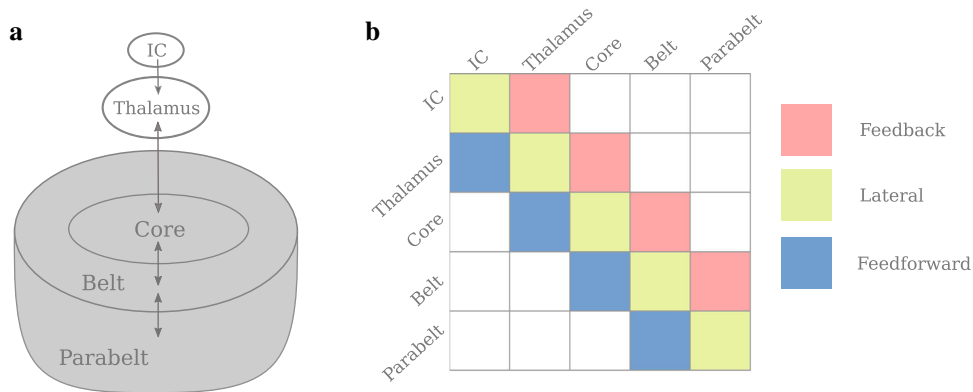 a
IC
Thalamus
Core
Belt
Parabelt
b
IC
Thalamus
Core
Belt
Parabelt
IC
Thalamus
Core
Belt
Parabelt
Feedback
Lateral
Feedforward